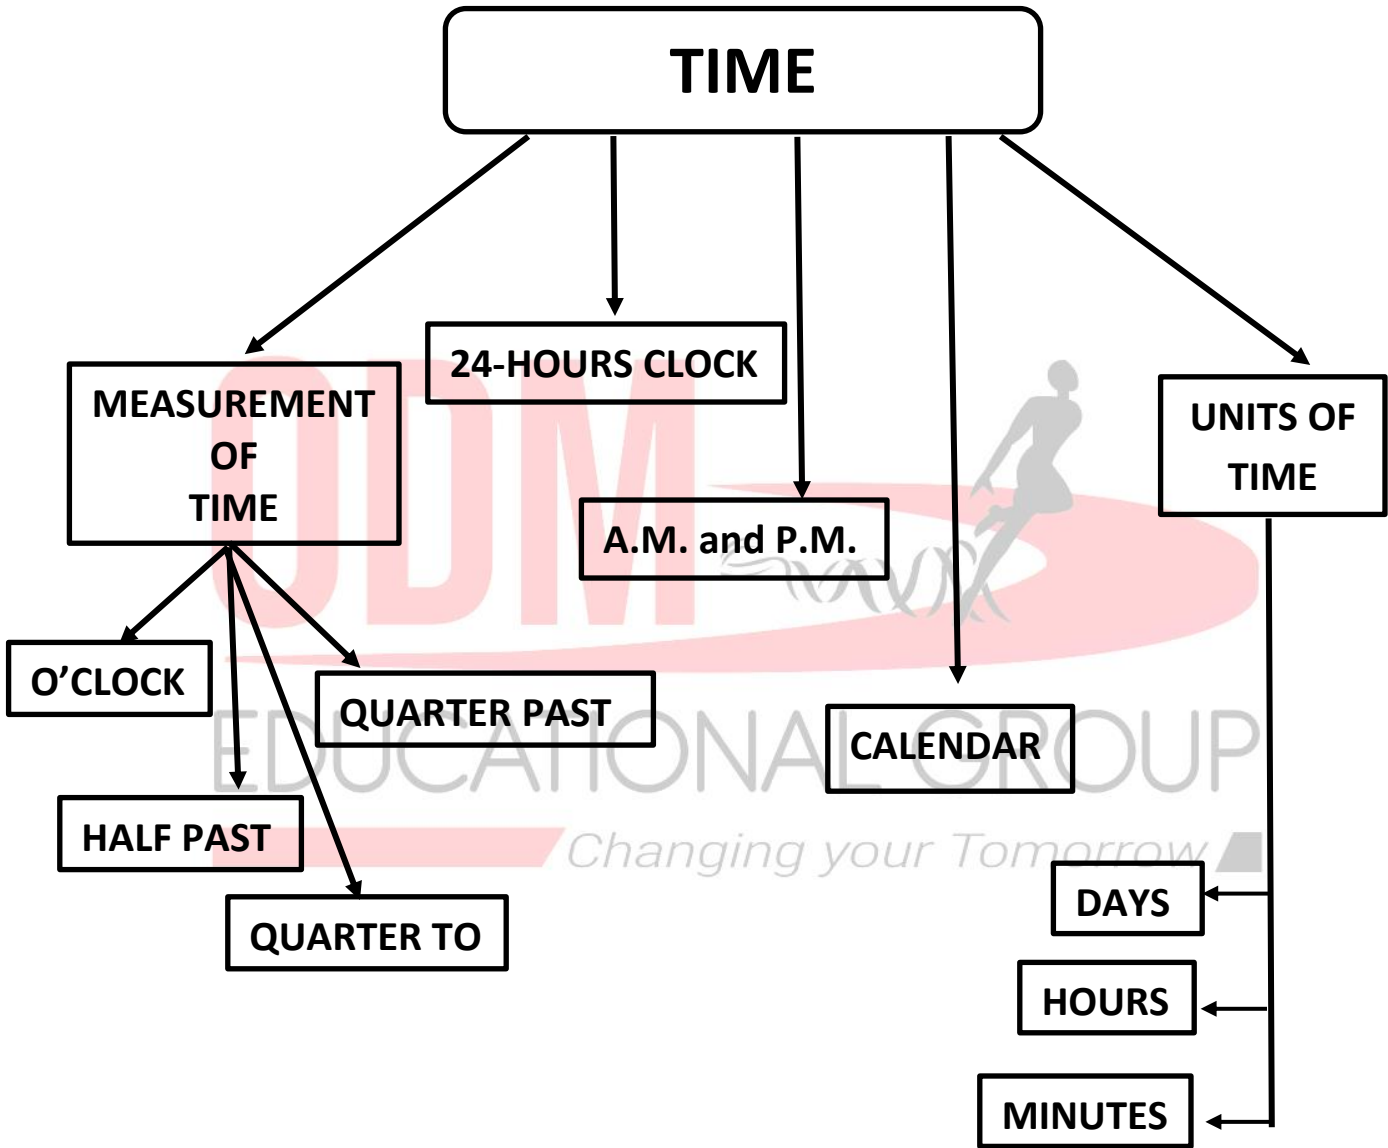 TIME
24-HOURS CLOCK
MEASUREMENT
OF
TIME
UNITS OF
TIME
A.M. and P.M.
O’CLOCK
QUARTER PAST
CALENDAR
HALF PAST
QUARTER TO
DAYS
HOURS
MINUTES
ODM
EDUCATIONAL GROUP
Changing your Tomorrow